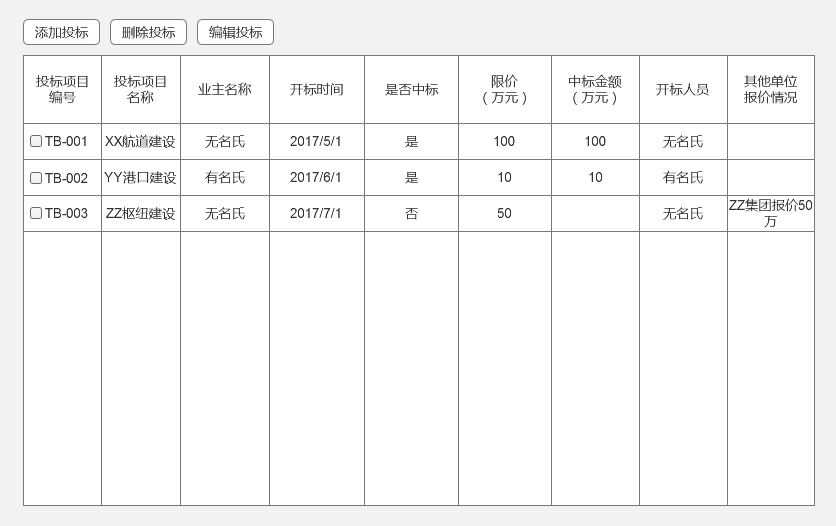 添加投标 删除投标 编辑投标
投标项目 投标项目 业主名称 开标时间 是否中标 限价 中标金额 开标人员 其他单位
编号 名称 （万元） （万元） 报价情况
TB-001 XX航道建设 无名氏 2017/5/1 是 100 100 无名氏
TB-002 YY港口建设 有名氏 2017/6/1 是 10 10 有名氏
TB-003 ZZ枢纽建设 无名氏 2017/7/1 否 50 无名氏 ZZ集团报价50
万